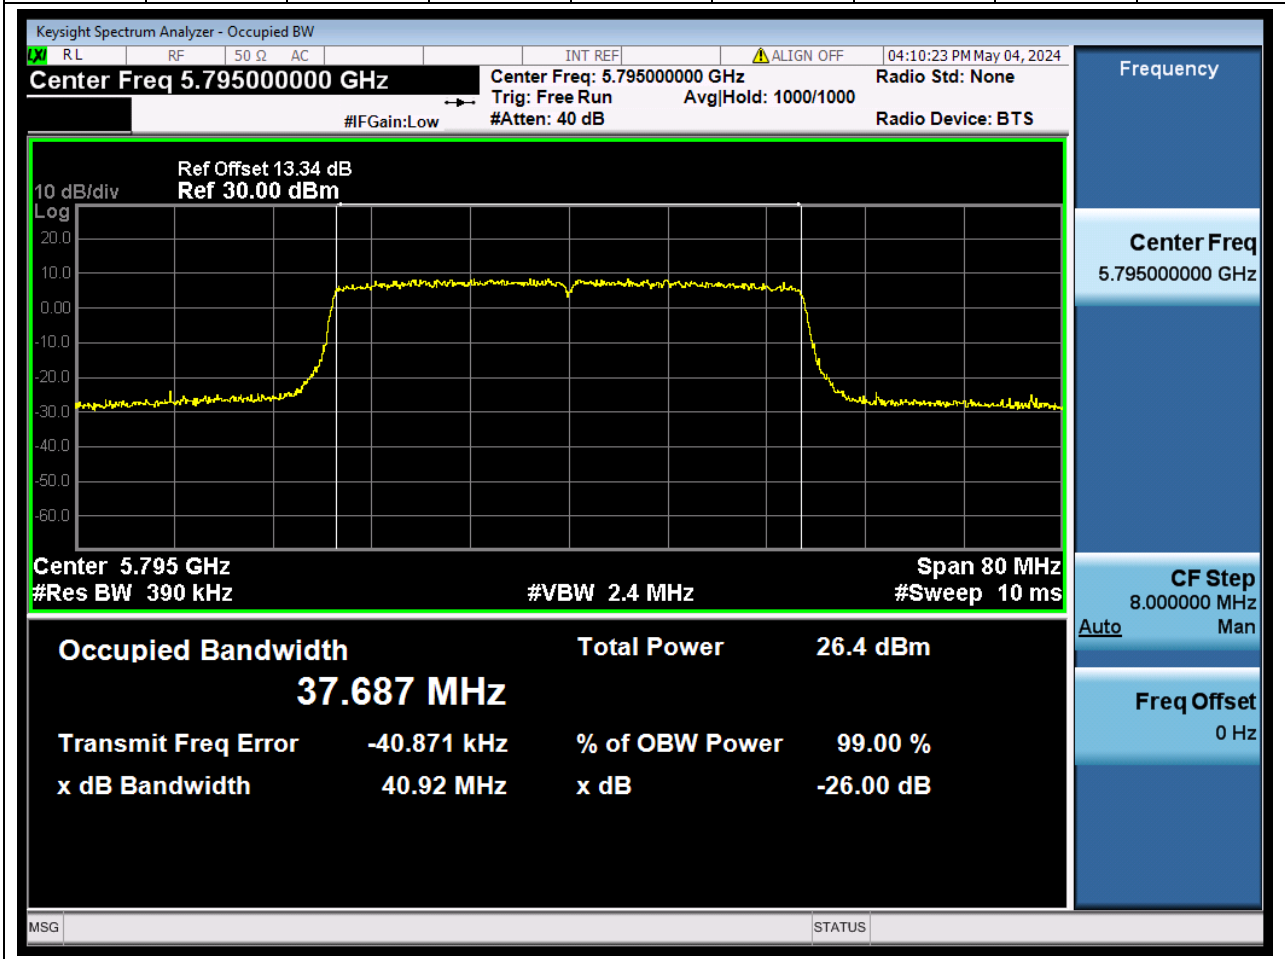 Keysight Spectrum Analyzer - Occupied BW
LXI RL RF 50 Ω AC INT REF ALIGN OFF 04:10:23 PM May 04, 2024
Center Freq 5.795000000 GHz
Center Freq: 5.795000000 GHz
Radio Std: None
Trig: Free Run Avg|Hold: 1000/1000
#IFGain:Low
#Atten: 40 dB
Radio Device: BTS
Ref Offset 13.34 dB
10 dB/div Ref 30.00 dBm
Log
20.0
10.0
0.00
-10.0
-20.0
-30.0
-40.0
-50.0
-60.0
Center 5.795 GHz
Span 80 MHz
#Res BW 390 kHz
#VBW 2.4 MHz
#Sweep 10 ms
Occupied Bandwidth
Total Power 26.4 dBm
37.687 MHz
Transmit Freq Error -40.871 kHz
% of OBW Power 99.00 %
x dB Bandwidth 40.92 MHz
x dB -26.00 dB
MSG
STATUS
Frequency
Center Freq
5.795000000 GHz
CF Step
8.000000 MHz
Auto Man
Freq Offset
0 Hz